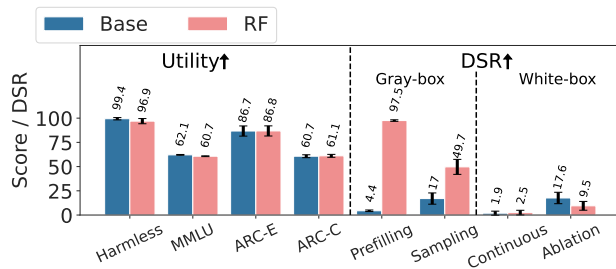 Base RF
Utility↑ DSR↑
Gray-box White-box
99.4 96.9 62.1 60.7 86.7 86.8 60.7 61.1 4.4 97.5 17 49.7 1.9 2.5 17.6 9.5
Score / DSR
100
75
50
25
0
Harmless MMLU ARC-E ARC-C Prefilling Sampling Continuous Ablation